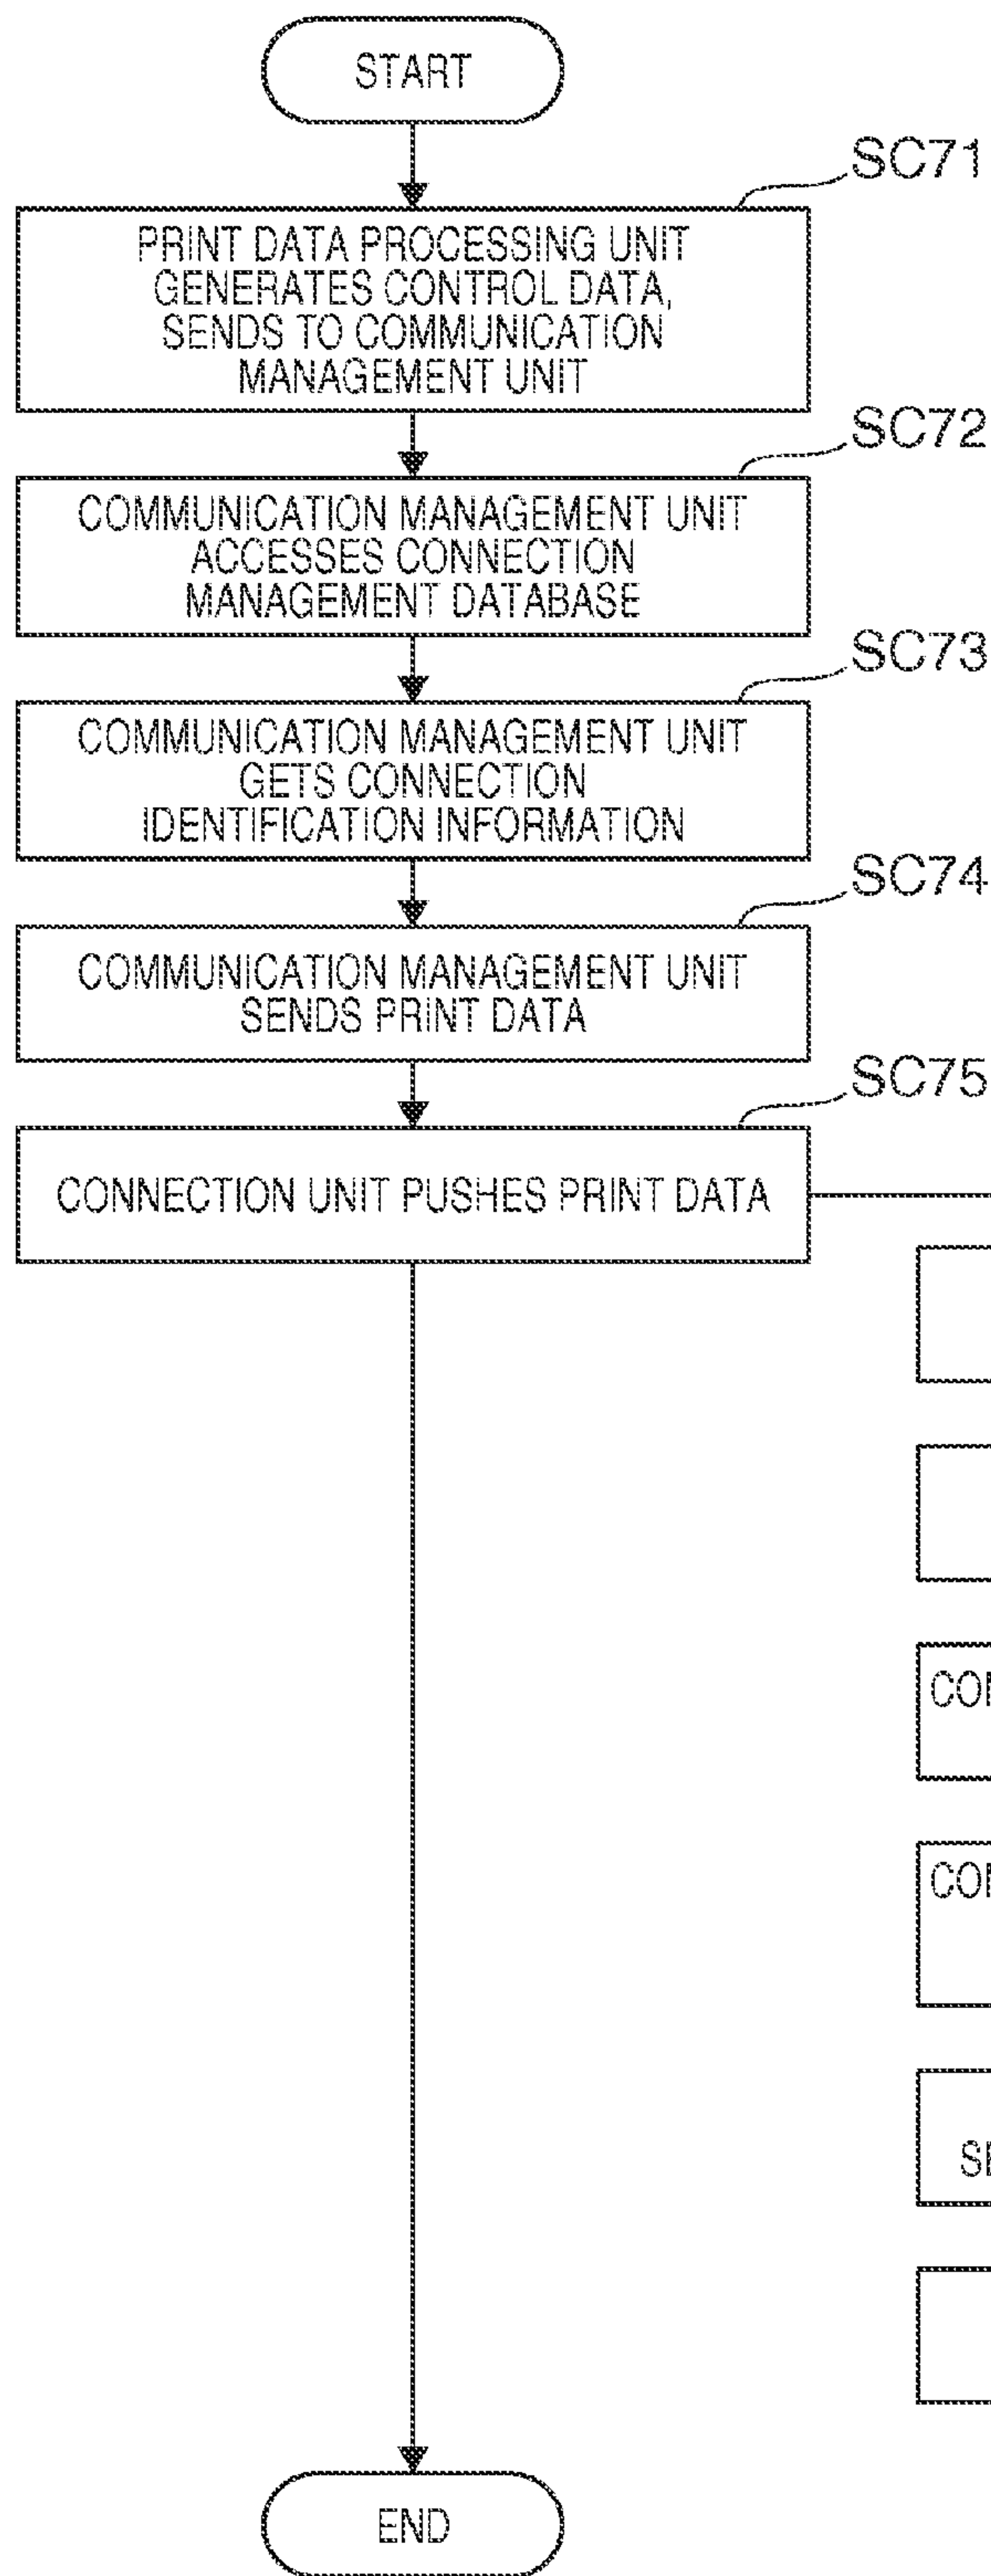 START
SC71
PRINT DATA PROCESSING UNIT
GENERATES CONTROL DATA,
SENDS TO COMMUNICATION
MANAGEMENT UNIT
SC72
COMMUNICATION MANAGEMENT UNIT
ACCESSES CONNECTION
MANAGEMENT DATABASE
SC73
COMMUNICATION MANAGEMENT UNIT
GETS CONNECTION
IDENTIFICATION INFORMATION
SC74
COMMUNICATION MANAGEMENT UNIT
SENDS PRINT DATA
SC75
CONNECTION UNIT PUSHES PRINT DATA
END